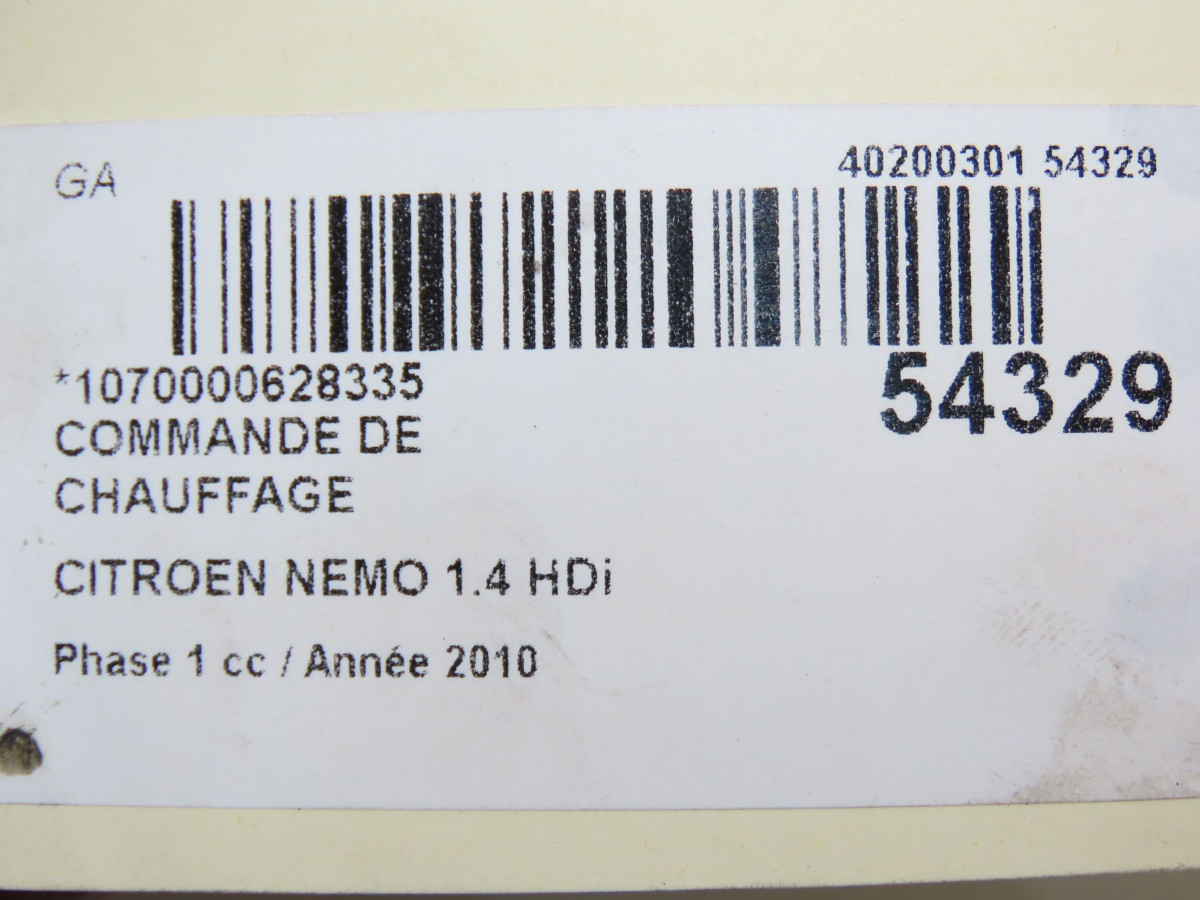 GA
40200301 54329
*1070000628335
54329
COMMANDE DE
CHAUFFAGE
CITROEN NEMO 1.4 HDi
Phase 1 cc / Année 2010